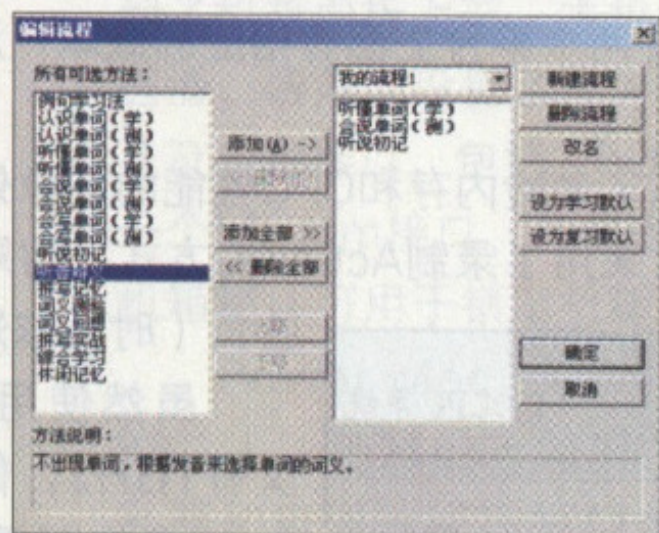 编辑流程
所有可选方法：
例句学习法
认识单词(学)
认识单词(测)
听懂单词(学)
听懂单词(测)
会说单词(学)
会说单词(测)
会写单词(学)
会写单词(测)
听说初记
听音辩义
拼写记忆
词义回想
拼写实战
综合学习
休闲记忆
添加(A) ->
添加全部 >>
<< 删除全部
我的流程1
听懂单词(学)
会说单词(测)
听说初记
新建流程
删除流程
改名
设为学习默认
设为复习默认
确定
取消
方法说明：
不出现单词，根据发音来选择单词的词义。